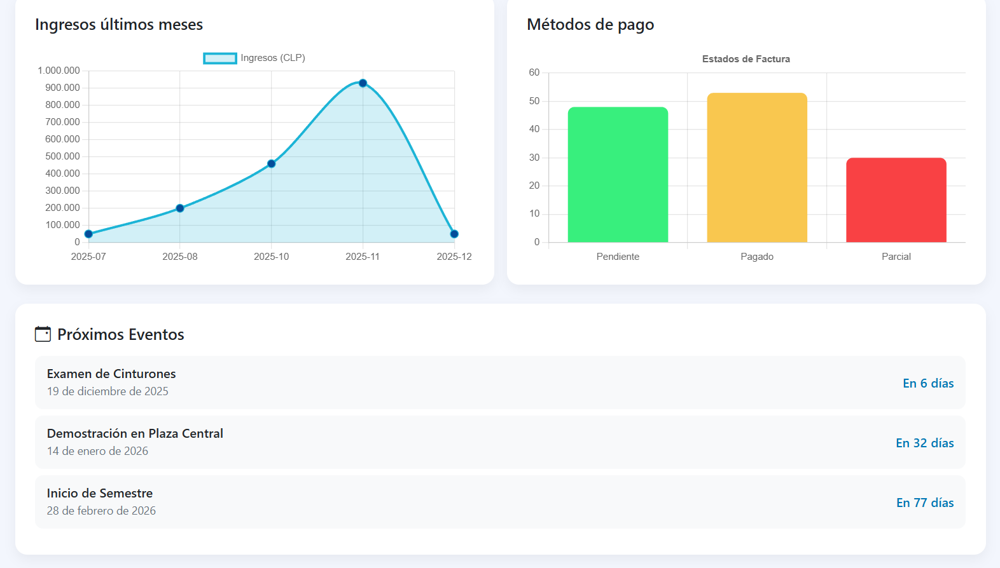 Ingresos últimos meses
Ingresos (CLP)
1.000.000
900.000
800.000
700.000
600.000
500.000
400.000
300.000
200.000
100.000
0
2025-07 2025-08 2025-10 2025-11 2025-12
Métodos de pago
Estados de Factura
60
50
40
30
20
10
0
Pendiente Pagado Parcial
Próximos Eventos
Examen de Cinturones
19 de diciembre de 2025
En 6 días
Demostración en Plaza Central
14 de enero de 2026
En 32 días
Inicio de Semestre
28 de febrero de 2026
En 77 días